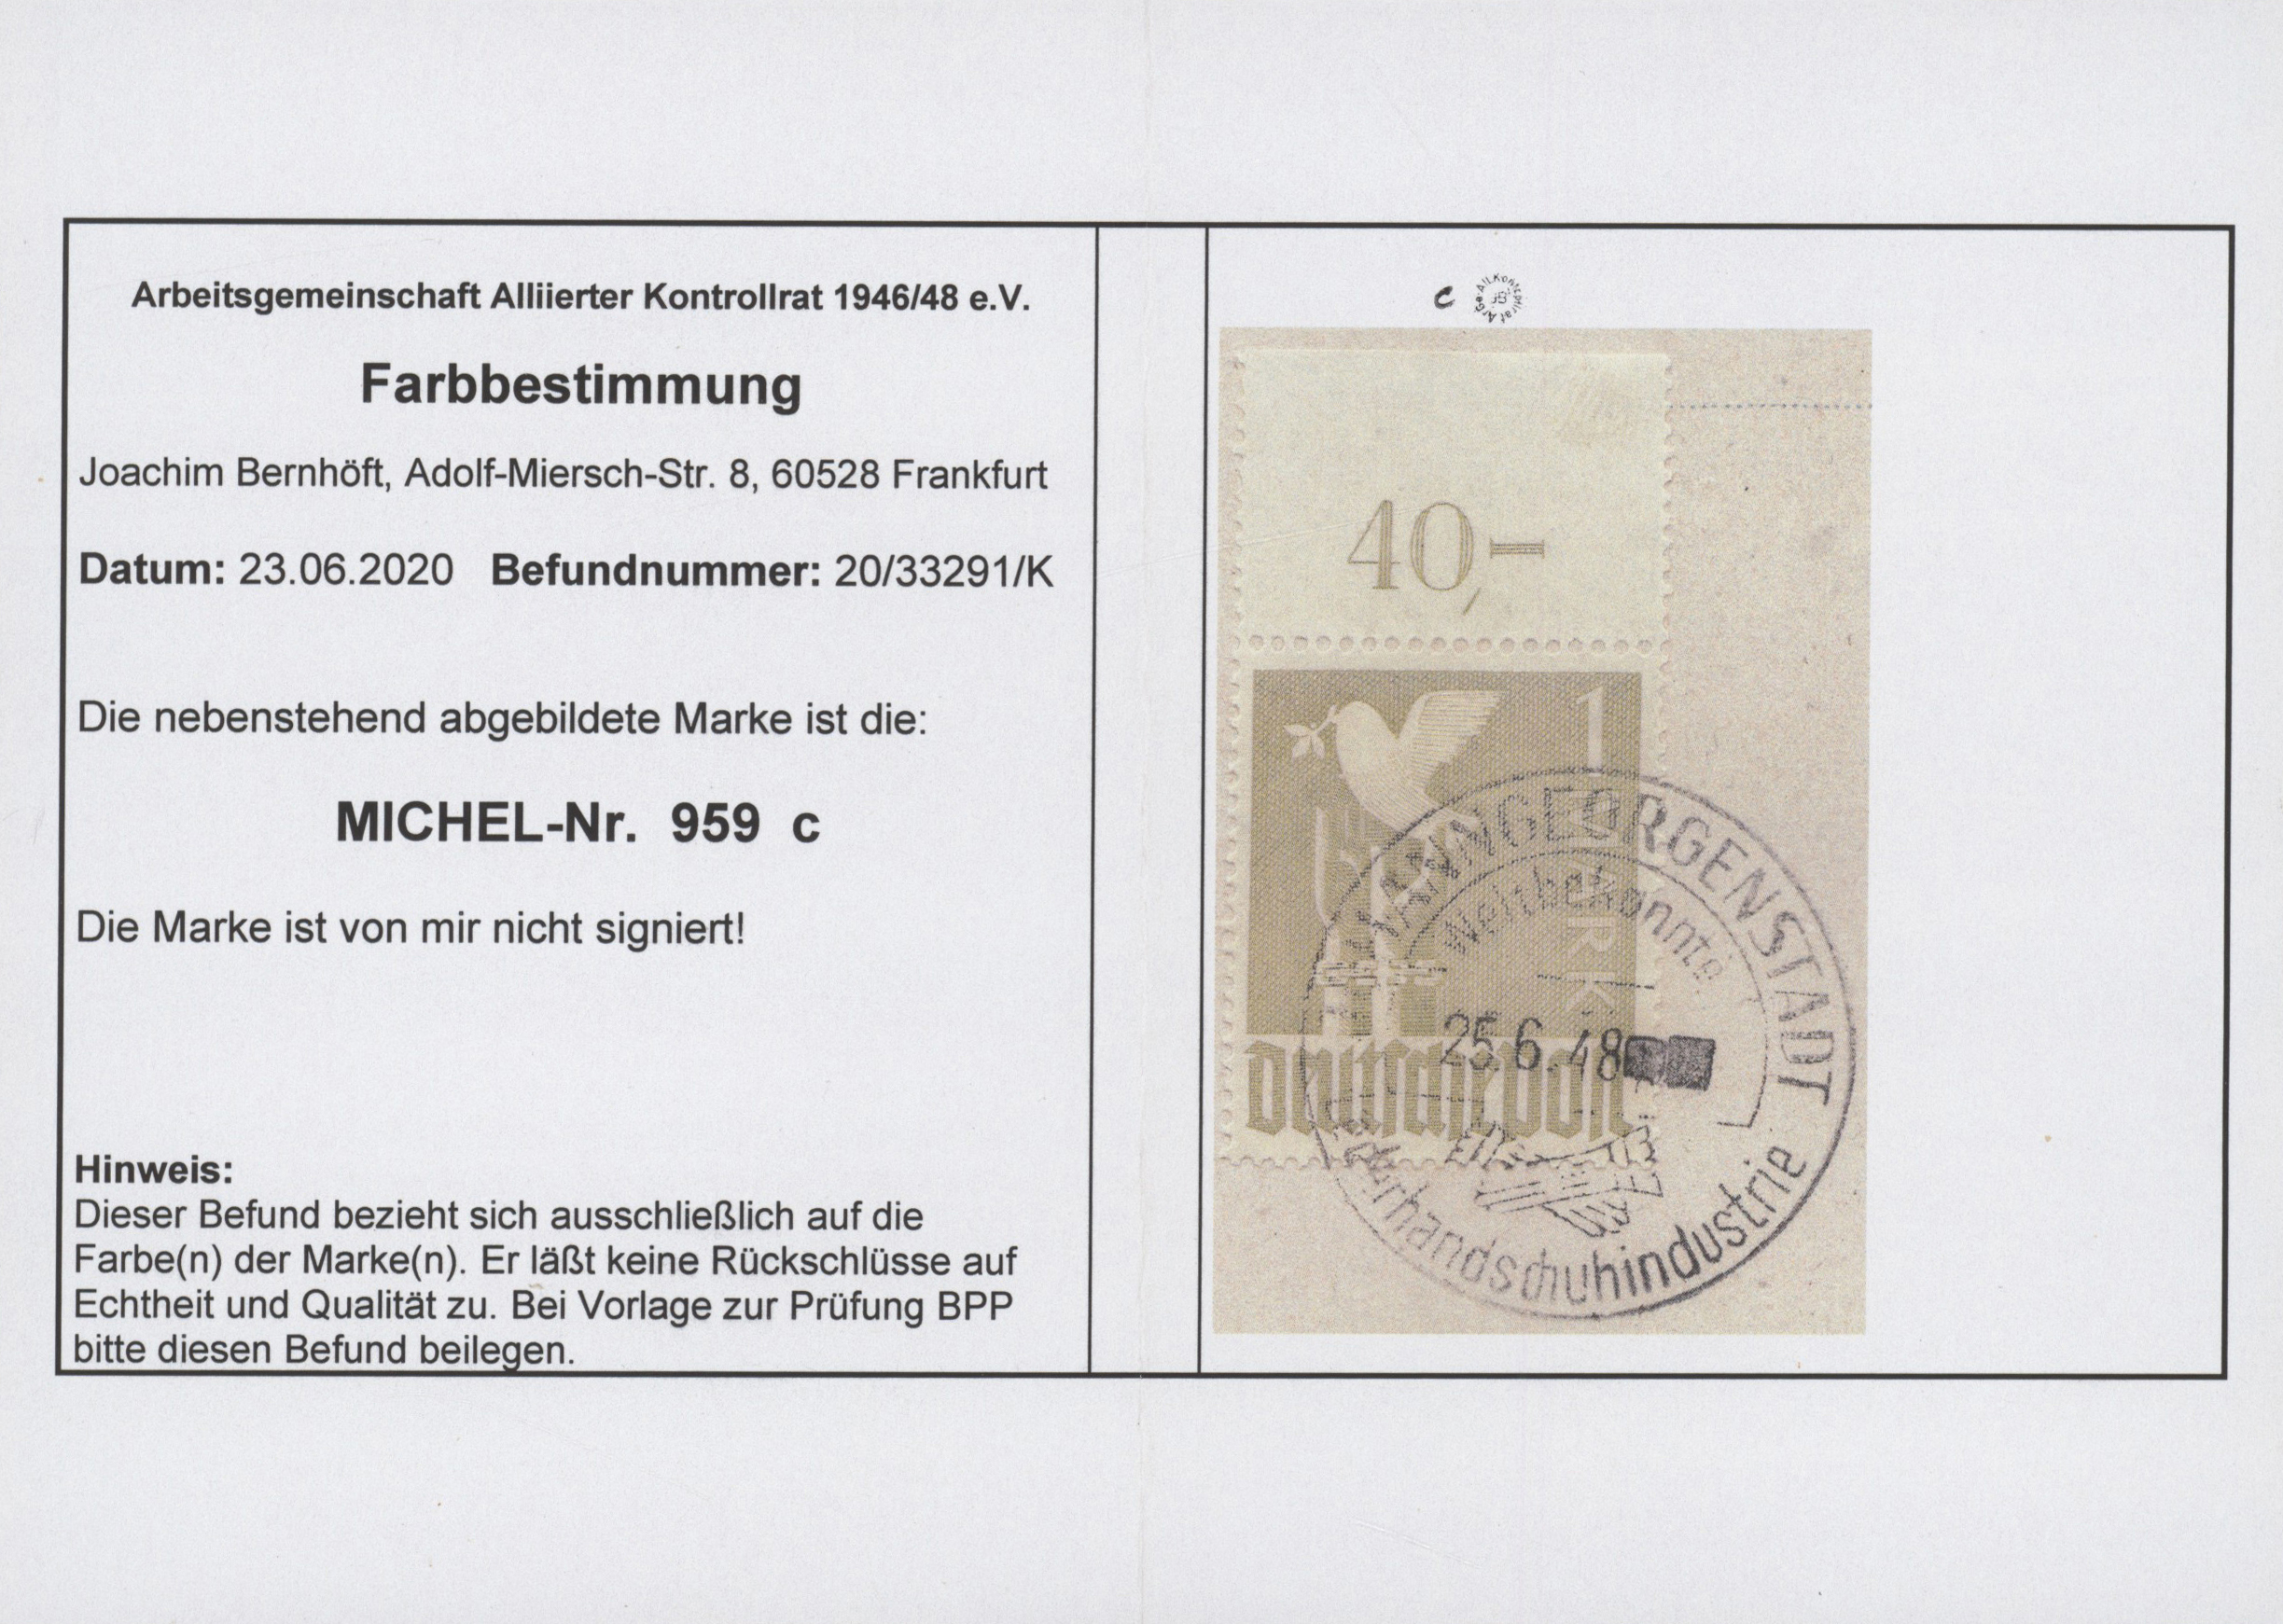 Arbeitsgemeinschaft Alliierter Kontrollrat 1946/48 e.V.
Farbbestimmung
Joachim Bernhöft, Adolf-Miersch-Str. 8, 60528 Frankfurt
Datum: 23.06.2020 Befundnummer: 20/33291/K
Die nebenstehend abgebildete Marke ist die:
MICHEL-Nr. 959 c
Die Marke ist von mir nicht signiert!
Hinweis:
Dieser Befund bezieht sich ausschließlich auf die
Farbe(n) der Marke(n). Er läßt keine Rückschlüsse auf
Echtheit und Qualität zu. Bei Vorlage zur Prüfung BPP
bitte diesen Befund beilegen.
c
40,-
1
MARK
deutsche post
HANNGEORGENSTADT
Weltbekannte
25.6.48
derhandschuhindustrie